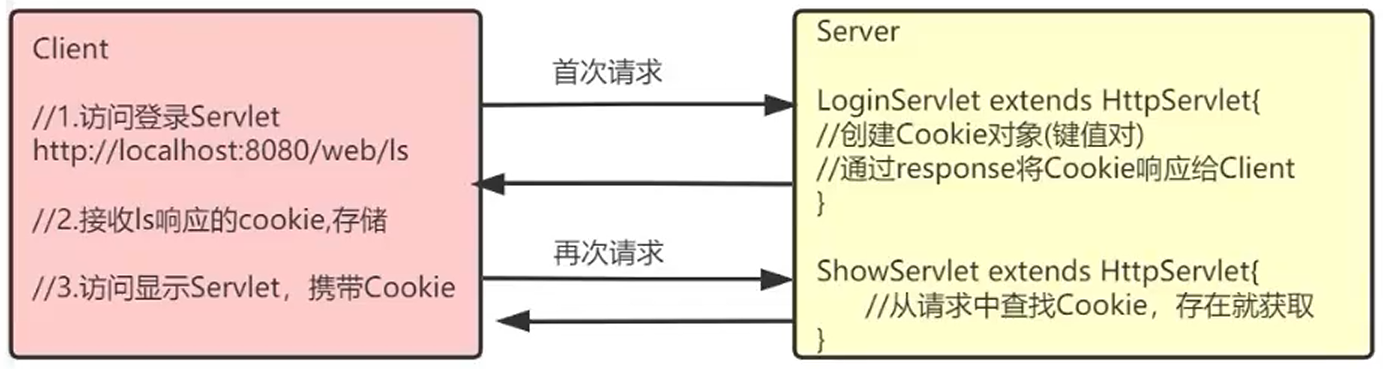 Client
//1.访问登录Servlet
http://localhost:8080/web/ls
//2.接收ls响应的cookie,存储
//3.访问显示Servlet，携带Cookie
首次请求
再次请求
Server
LoginServlet extends HttpServlet{
//创建Cookie对象(键值对)
//通过response将Cookie响应给Client
}
ShowServlet extends HttpServlet{
//从请求中查找Cookie，存在就获取
}